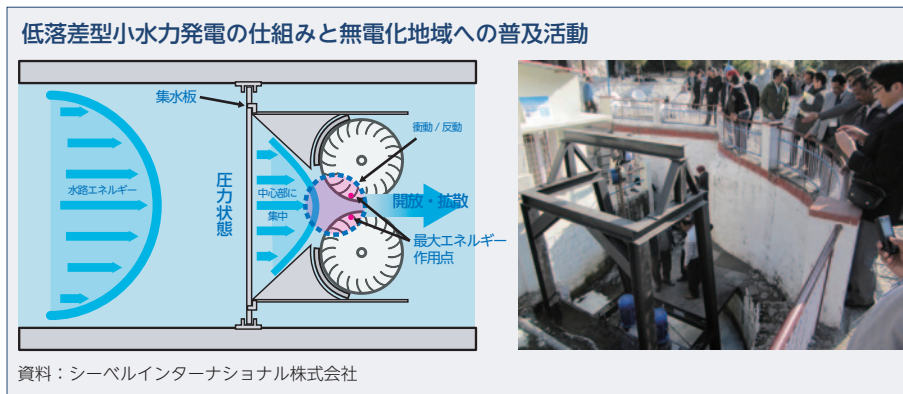 低落差型小水力発電の仕組みと無電化地域への普及活動
集水板
衝動 / 反動
水路エネルギー
圧力状態
中心部に
集中
開放・拡散
最大エネルギー
作用点
資料：シーベルインターナショナル株式会社